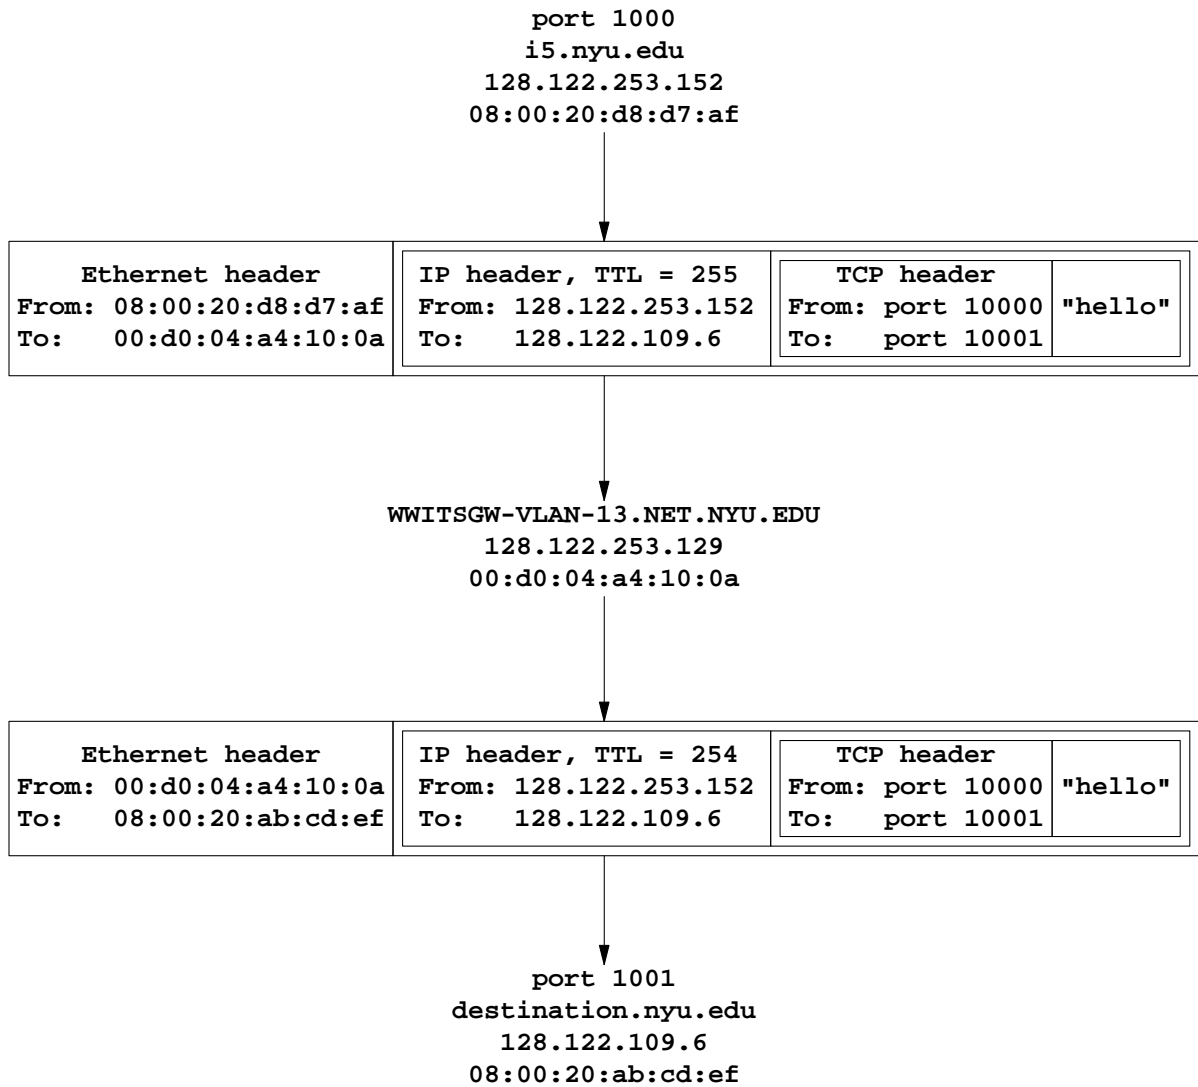 port 1000
i5.nyu.edu
128.122.253.152
08:00:20:d8:d7:af
Ethernet header
From: 08:00:20:d8:d7:af
To: 00:d0:04:a4:10:0a
IP header, TTL = 255
From: 128.122.253.152
To: 128.122.109.6
TCP header
From: port 10000
To: port 10001
"hello"
WWITSGW-VLAN-13.NET.NYU.EDU
128.122.253.129
00:d0:04:a4:10:0a
Ethernet header
From: 00:d0:04:a4:10:0a
To: 08:00:20:ab:cd:ef
IP header, TTL = 254
From: 128.122.253.152
To: 128.122.109.6
TCP header
From: port 10000
To: port 10001
"hello"
port 1001
destination.nyu.edu
128.122.109.6
08:00:20:ab:cd:ef